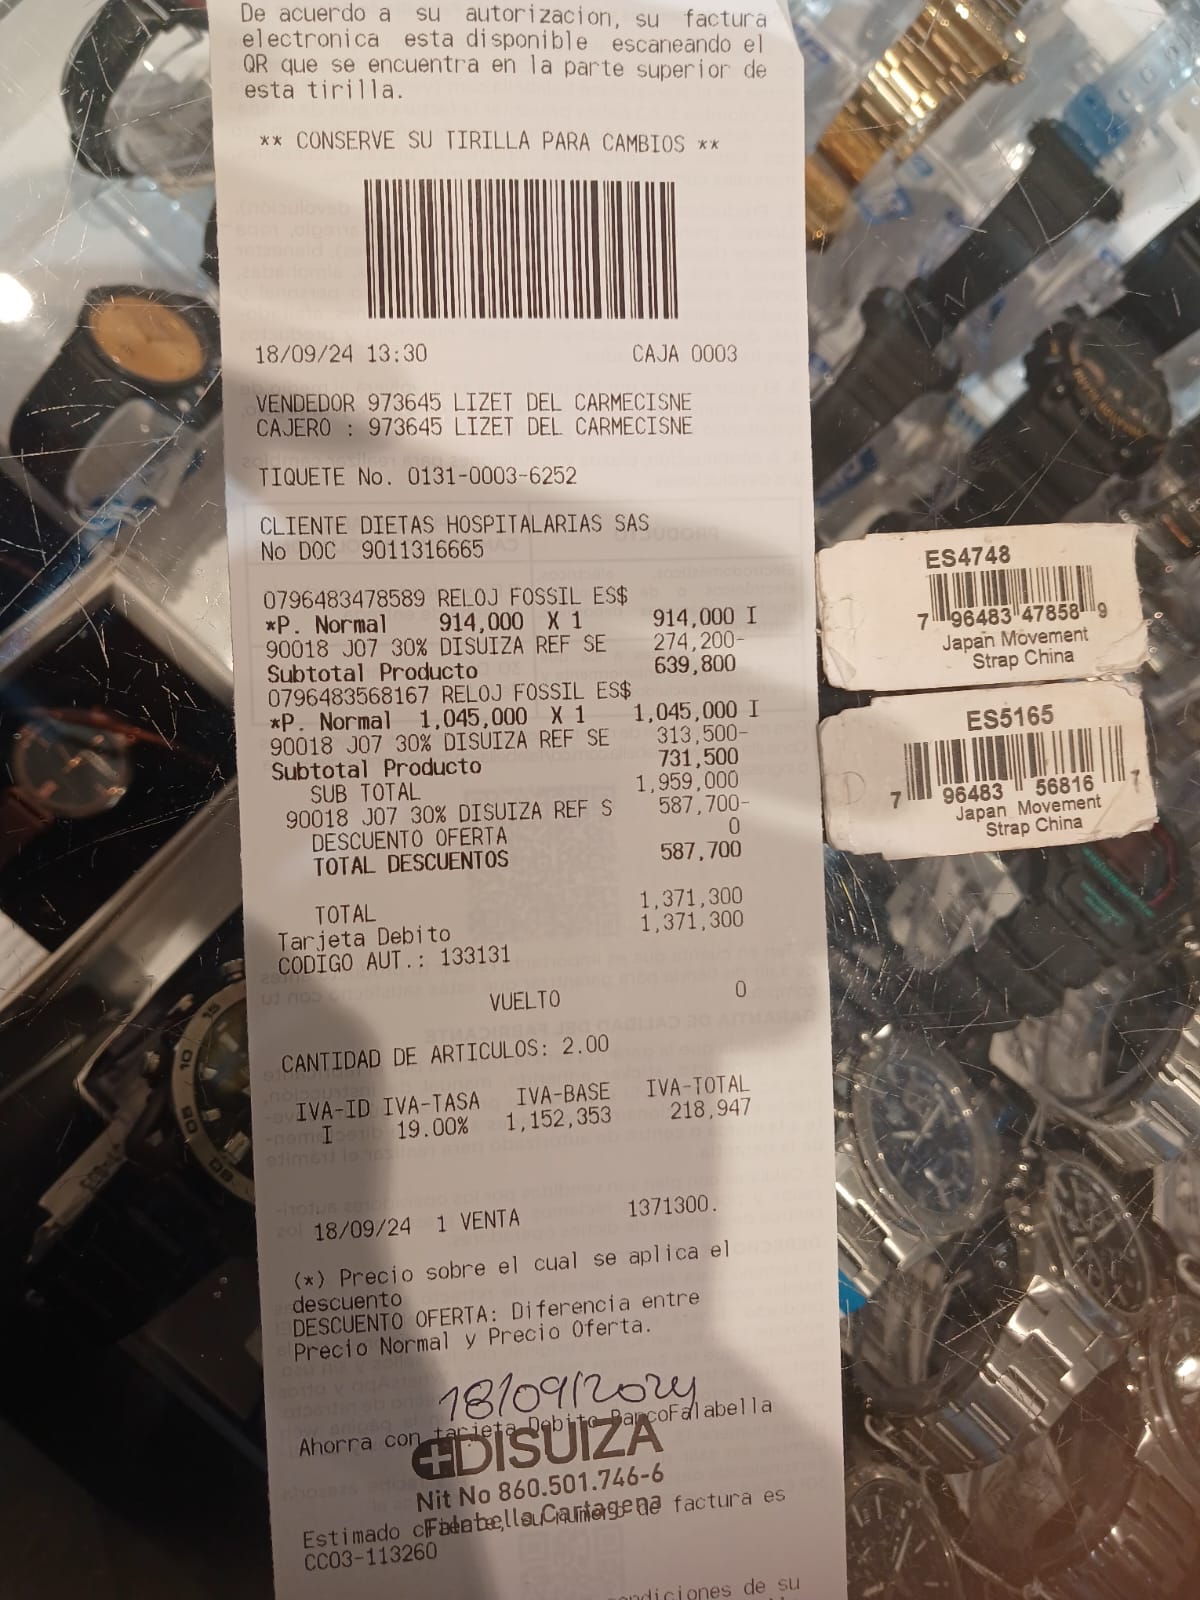 De acuerdo a su autorizacion, su factura
electronica esta disponible escaneando el
QR que se encuentra en la parte superior de
esta tirilla.
** CONSERVE SU TIRILLA PARA CAMBIOS **
18/09/24 13:30 CAJA 0003
VENDEDOR 973645 LIZET DEL CARMECISNE
CAJERO : 973645 LIZET DEL CARMECISNE
TIQUETE No. 0131-0003-6252
CLIENTE DIETAS HOSPITALARIAS SAS
No DOC 9011316665
0796483478589 RELOJ FOSSIL ES$
*P. Normal 914,000 X 1 914,000 I
90018 J07 30% DISUIZA REF SE 274,200-
Subtotal Producto 639,800
0796483568167 RELOJ FOSSIL ES$
*P. Normal 1,045,000 X 1 1,045,000 I
90018 J07 30% DISUIZA REF SE 313,500-
Subtotal Producto 731,500
SUB TOTAL 1,959,000
90018 J07 30% DISUIZA REF S 587,700-
DESCUENTO OFERTA 0
TOTAL DESCUENTOS 587,700
TOTAL 1,371,300
Tarjeta Debito 1,371,300
CODIGO AUT.: 133131
VUELTO 0
CANTIDAD DE ARTICULOS: 2.00
IVA-ID IVA-TASA IVA-BASE IVA-TOTAL
I 19.00% 1,152,353 218,947
18/09/24 1 VENTA 1371300.
(*) Precio sobre el cual se aplica el
descuento
DESCUENTO OFERTA: Diferencia entre
Precio Normal y Precio Oferta.
18/09/2024
Ahorra con tarjeta Debito BancoFalabella
DISUIZA
Nit No 860.501.746-6
Falabella Cartagena
Estimado cliente, su numero de factura es
CC03-113260
condiciones de su
ES4748
7 96483 47858 9
Japan Movement
Strap China
ES5165
7 96483 56816 7
Japan Movement
Strap China